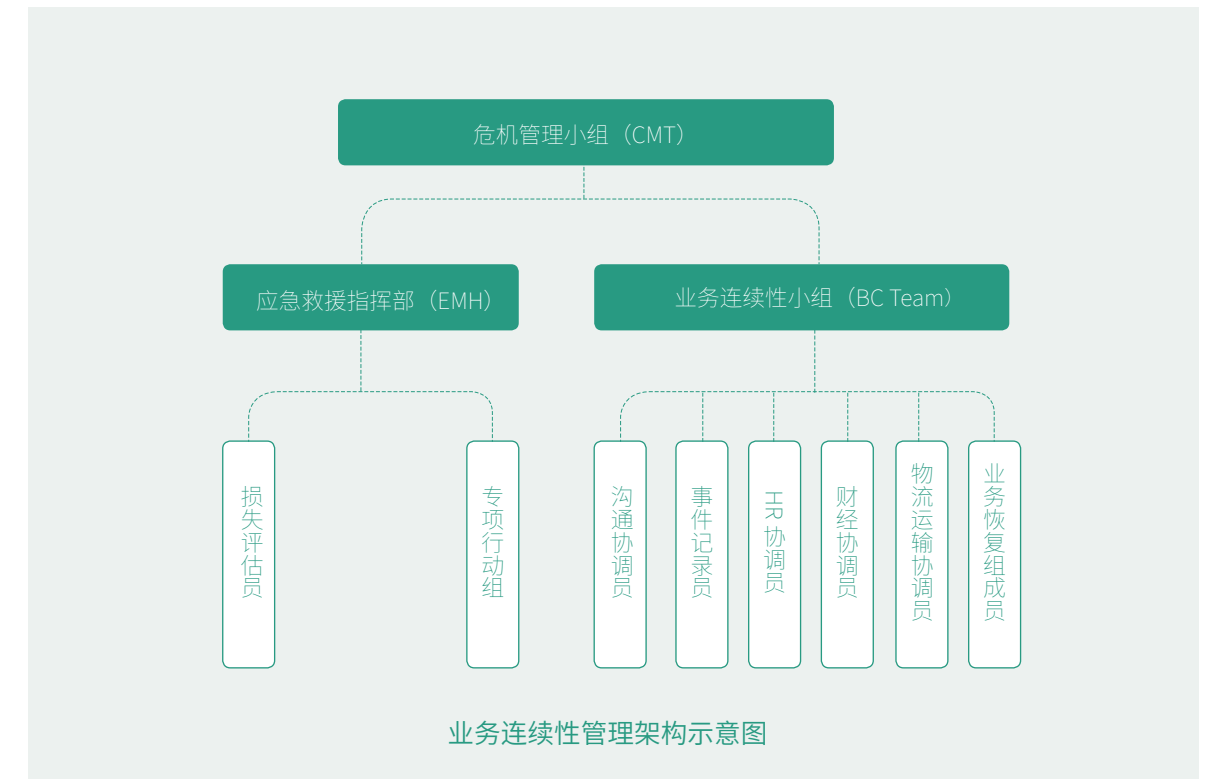 危机管理小组（CMT）
应急救援指挥部（EMH）
业务连续性小组（BC Team）
损失评估员
专项行动组
沟通协调员
事件记录员
HR 协调员
财经协调员
物流运输协调员
业务恢复组成员
业务连续性管理架构示意图